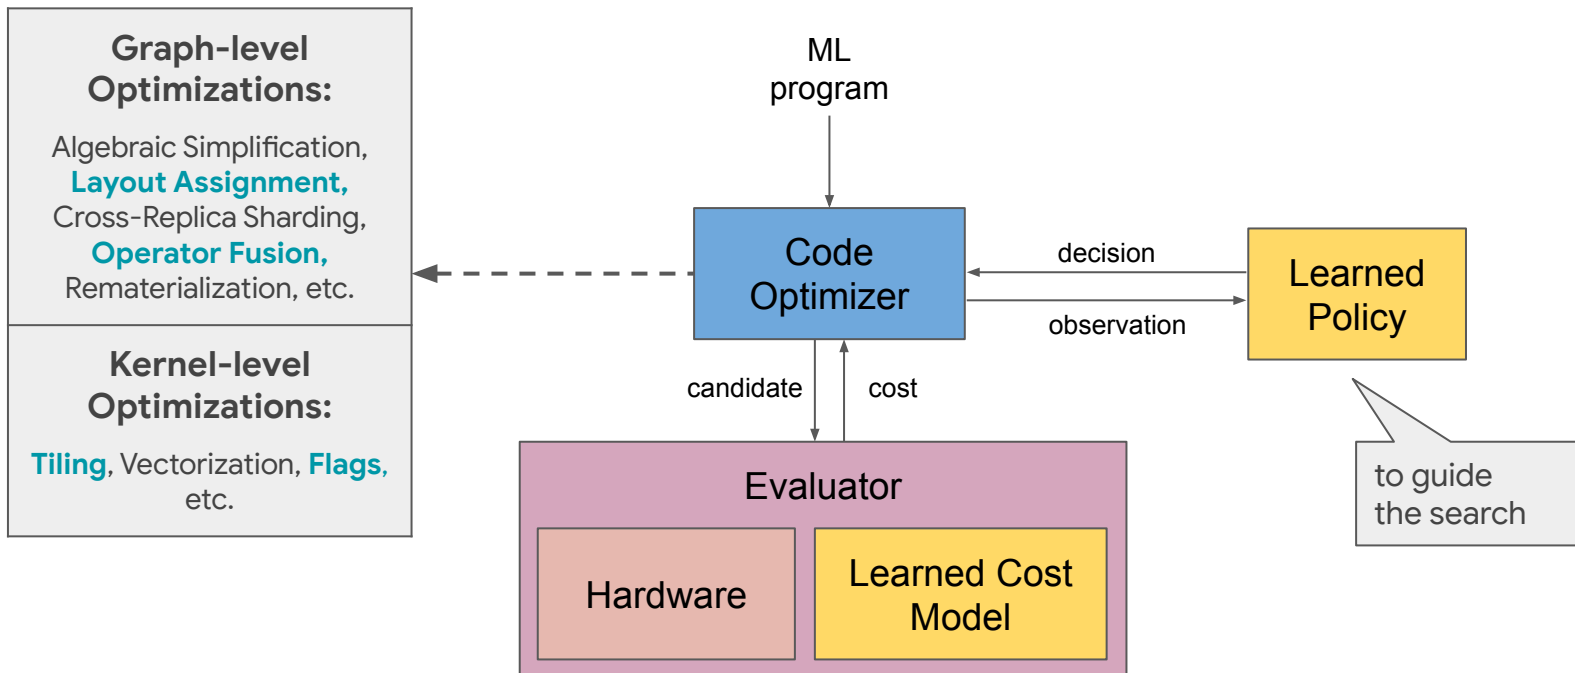 Graph-level
Optimizations:
Algebraic Simplification,
Layout Assignment,
Cross-Replica Sharding,
Operator Fusion,
Rematerialization, etc.
Kernel-level
Optimizations:
Tiling, Vectorization, Flags,
etc.
ML
program
Code
Optimizer
decision
observation
Learned
Policy
to guide
the search
candidate
cost
Evaluator
Hardware
Learned Cost
Model